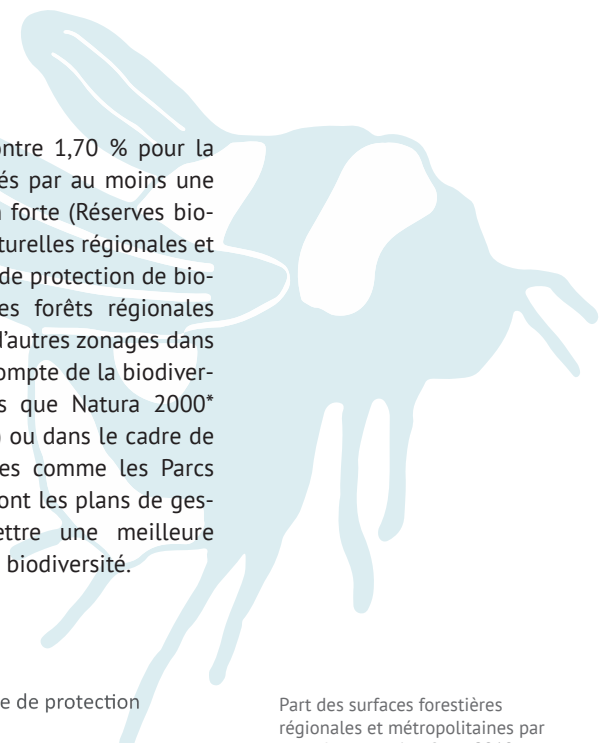 ntre 1,70 % pour la
és par au moins une
n forte (Réserves bio-
turelles régionales et
de protection de bio-
es forêts régionales
d'autres zonages dans
ompte de la biodiver-
s que Natura 2000*
) ou dans le cadre de
es comme les Parcs
ont les plans de ges-
ettre une meilleure
biodiversité.
e de protection
Part des surfaces forestières
régionales et métropolitaines par